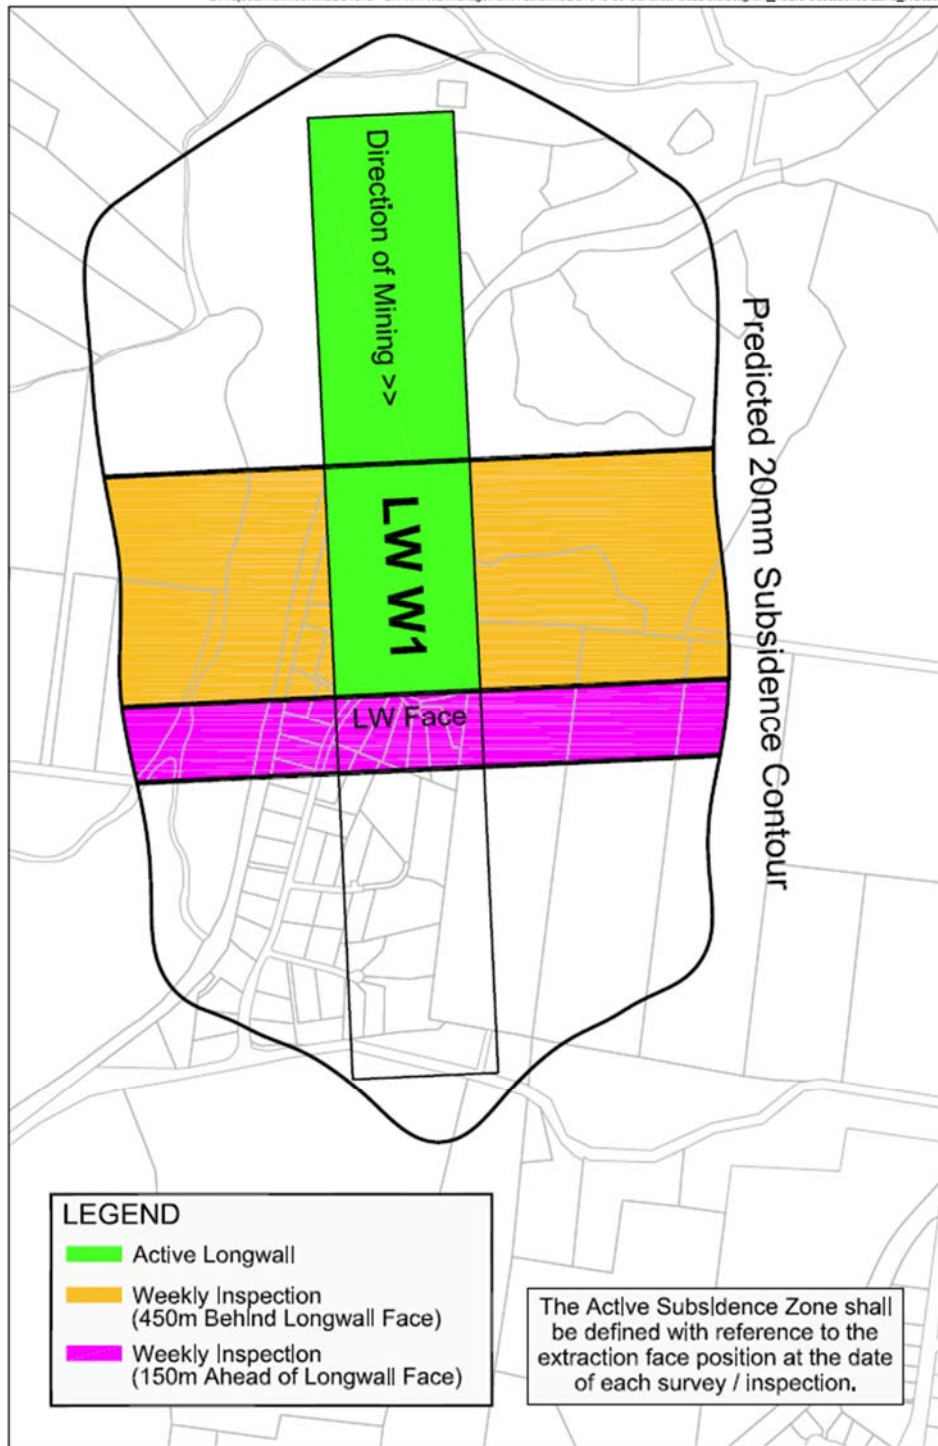 Direction of Mining >>
Predicted 20mm Subsidence Contour
LW W1
LW Face
LEGEND
Active Longwall
Weekly Inspection
(450m Behind Longwall Face)
Weekly Inspection
(150m Ahead of Longwall Face)
The Active Subsidence Zone shall
be defined with reference to the
extraction face position at the date
of each survey / inspection.